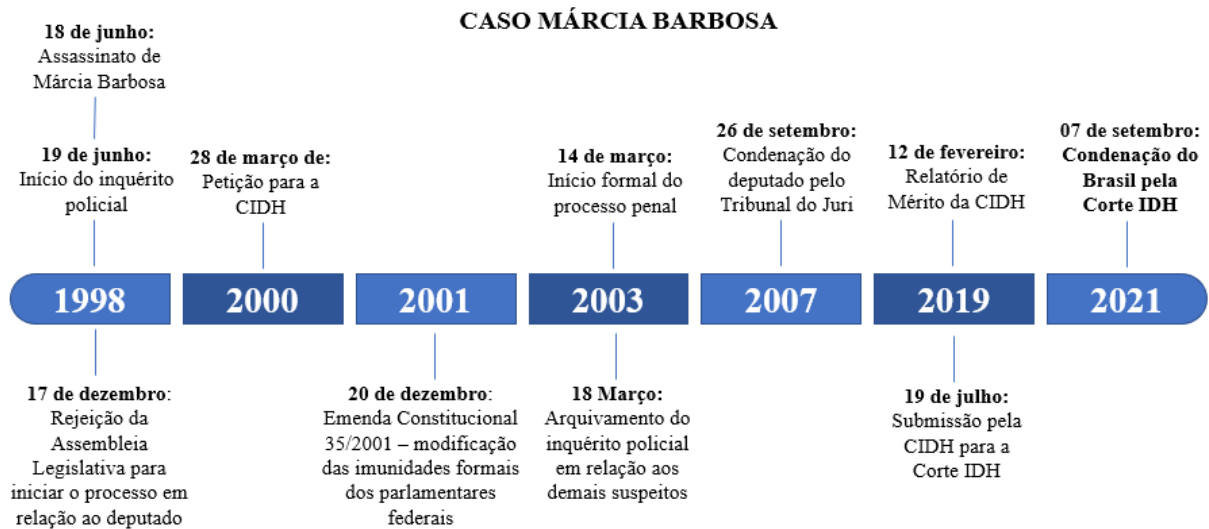 CASO MÁRCIA BARBOSA
18 de junho:
Assassinato de
Márcia Barbosa
19 de junho:
Início do inquérito
policial
28 de março de:
Petição para a
CIDH
14 de março:
Início formal do
processo penal
26 de setembro:
Condenação do
deputado pelo
Tribunal do Juri
12 de fevereiro:
Relatório de
Mérito da CIDH
07 de setembro:
Condenação do
Brasil pela
Corte IDH
1998
2000
2001
2003
2007
2019
2021
17 de dezembro:
Rejeição da
Assembleia
Legislativa para
iniciar o processo em
relação ao deputado
20 de dezembro:
Emenda Constitucional
35/2001 – modificação
das imunidades formais
dos parlamentares
federais
18 Março:
Arquivamento do
inquérito policial
em relação aos
demais suspeitos
19 de julho:
Submissão pela
CIDH para a
Corte IDH